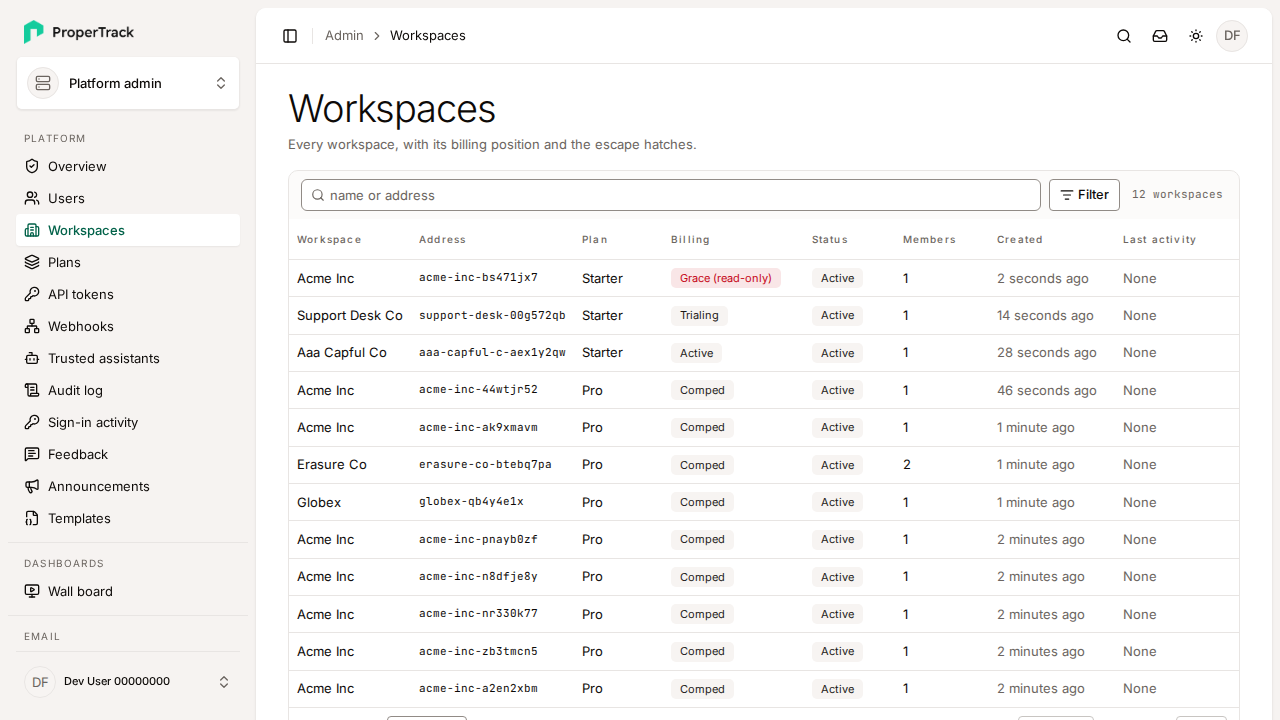 ProperTrack
Platform admin
PLATFORM
Overview
Users
Workspaces
Plans
API tokens
Webhooks
Trusted assistants
Audit log
Sign-in activity
Feedback
Announcements
Templates
DASHBOARDS
Wall board
EMAIL
DF Dev User 00000000
Admin > Workspaces DF
Workspaces
Every workspace, with its billing position and the escape hatches.
name or address Filter 12 workspaces
Workspace Address Plan Billing Status Members Created Last activity
Acme Inc acme-inc-bs471jx7 Starter Grace (read-only) Active 1 2 seconds ago None
Support Desk Co support-desk-00g572qb Starter Trialing Active 1 14 seconds ago None
Aaa Capful Co aaa-capful-c-aex1y2qw Starter Active Active 1 28 seconds ago None
Acme Inc acme-inc-44wtjr52 Pro Comped Active 1 46 seconds ago None
Acme Inc acme-inc-ak9xmavm Pro Comped Active 1 1 minute ago None
Erasure Co erasure-co-btebq7pa Pro Comped Active 2 1 minute ago None
Globex globex-qb4y4e1x Pro Comped Active 1 1 minute ago None
Acme Inc acme-inc-pnayb0zf Pro Comped Active 1 2 minutes ago None
Acme Inc acme-inc-n8dfje8y Pro Comped Active 1 2 minutes ago None
Acme Inc acme-inc-nr330k77 Pro Comped Active 1 2 minutes ago None
Acme Inc acme-inc-zb3tmcn5 Pro Comped Active 1 2 minutes ago None
Acme Inc acme-inc-a2en2xbm Pro Comped Active 1 2 minutes ago None